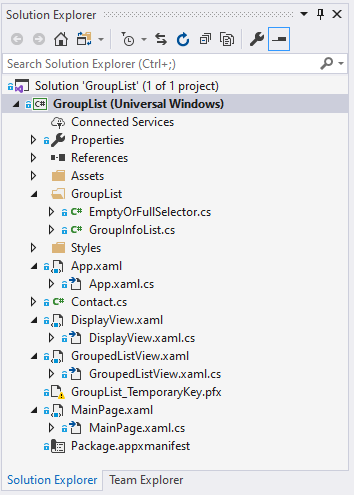 Solution Explorer
Search Solution Explorer (Ctrl+;)
Solution 'GroupList' (1 of 1 project)
C# GroupList (Universal Windows)
Connected Services
Properties
References
Assets
GroupList
C# EmptyOrFullSelector.cs
C# GroupInfoList.cs
Styles
App.xaml
App.xaml.cs
C# Contact.cs
DisplayView.xaml
DisplayView.xaml.cs
GroupedListView.xaml
GroupedListView.xaml.cs
GroupList_TemporaryKey.pfx
MainPage.xaml
MainPage.xaml.cs
Package.appxmanifest
Solution Explorer Team Explorer